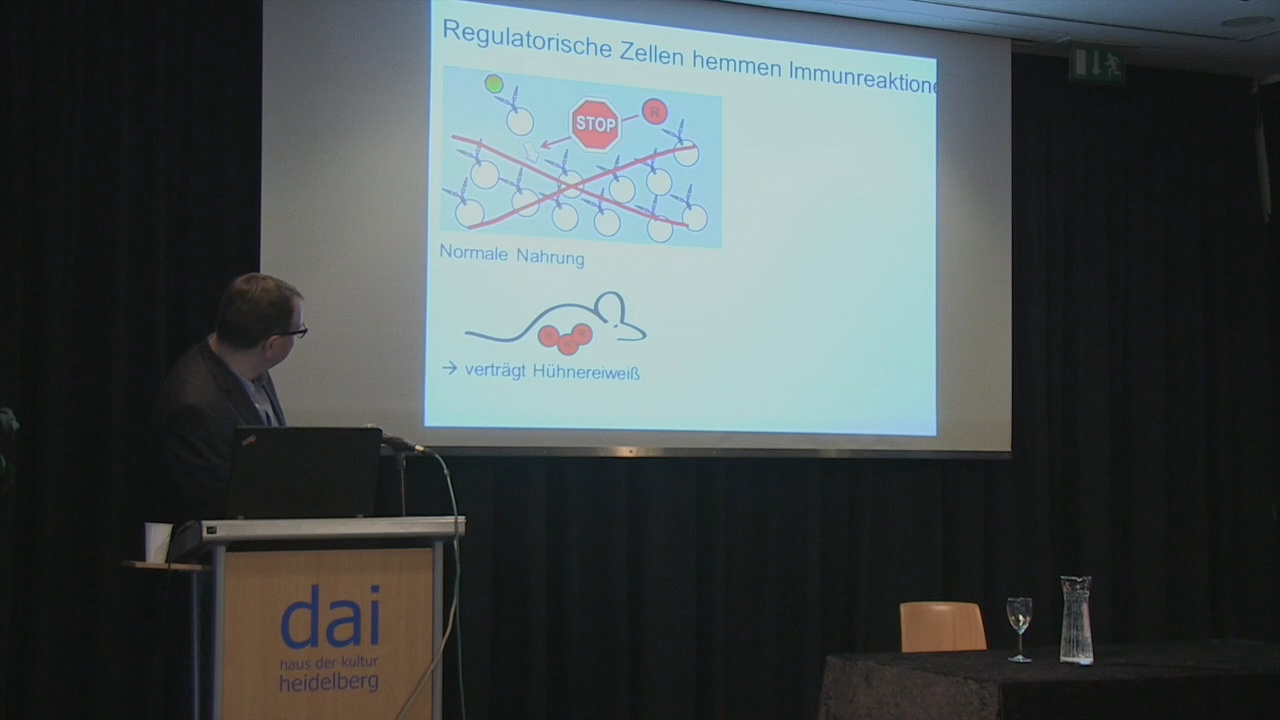 Regulatorische Zellen hemmen Immunreaktione
STOP
R
Normale Nahrung
R R R
→ verträgt Hühnereiweiß
dai
haus der kultur
heidelberg